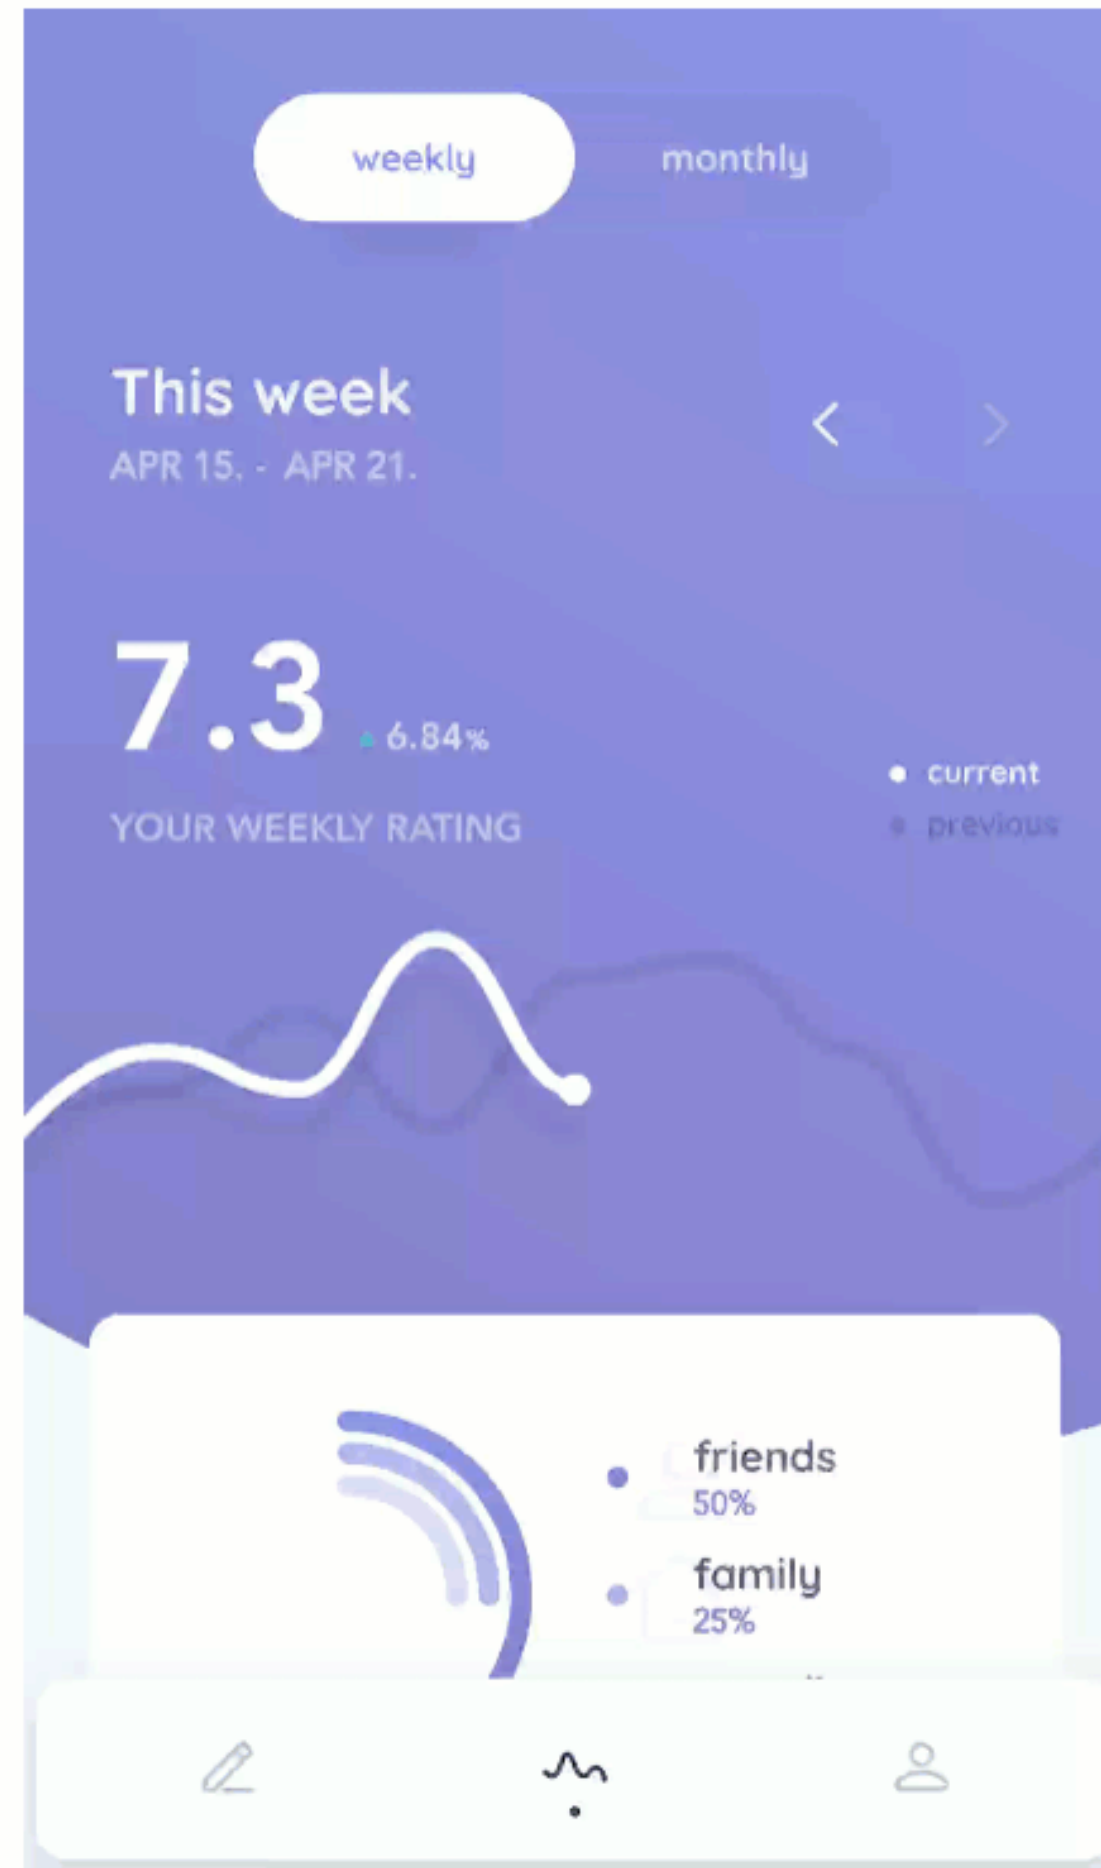 weekly monthly
This week
APR 15. - APR 21.
7.3 6.84%
current
previous
YOUR WEEKLY RATING
friends
50%
family
25%